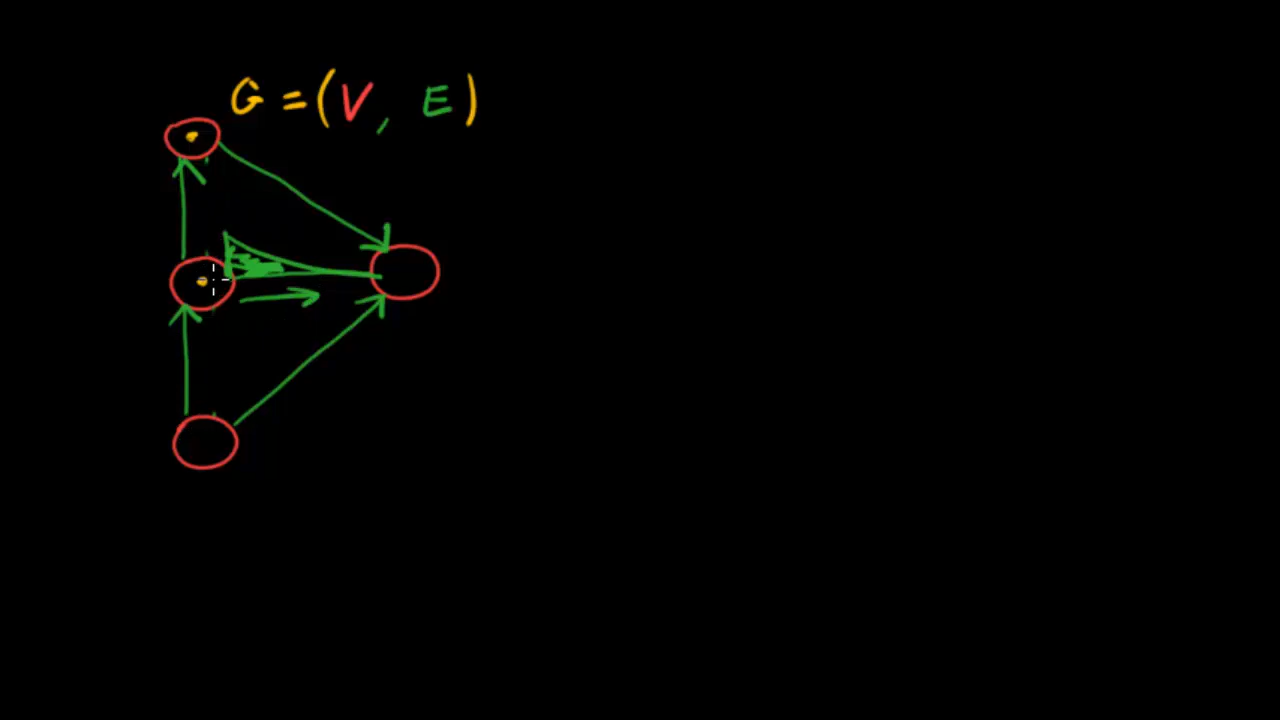 G = (V, E)